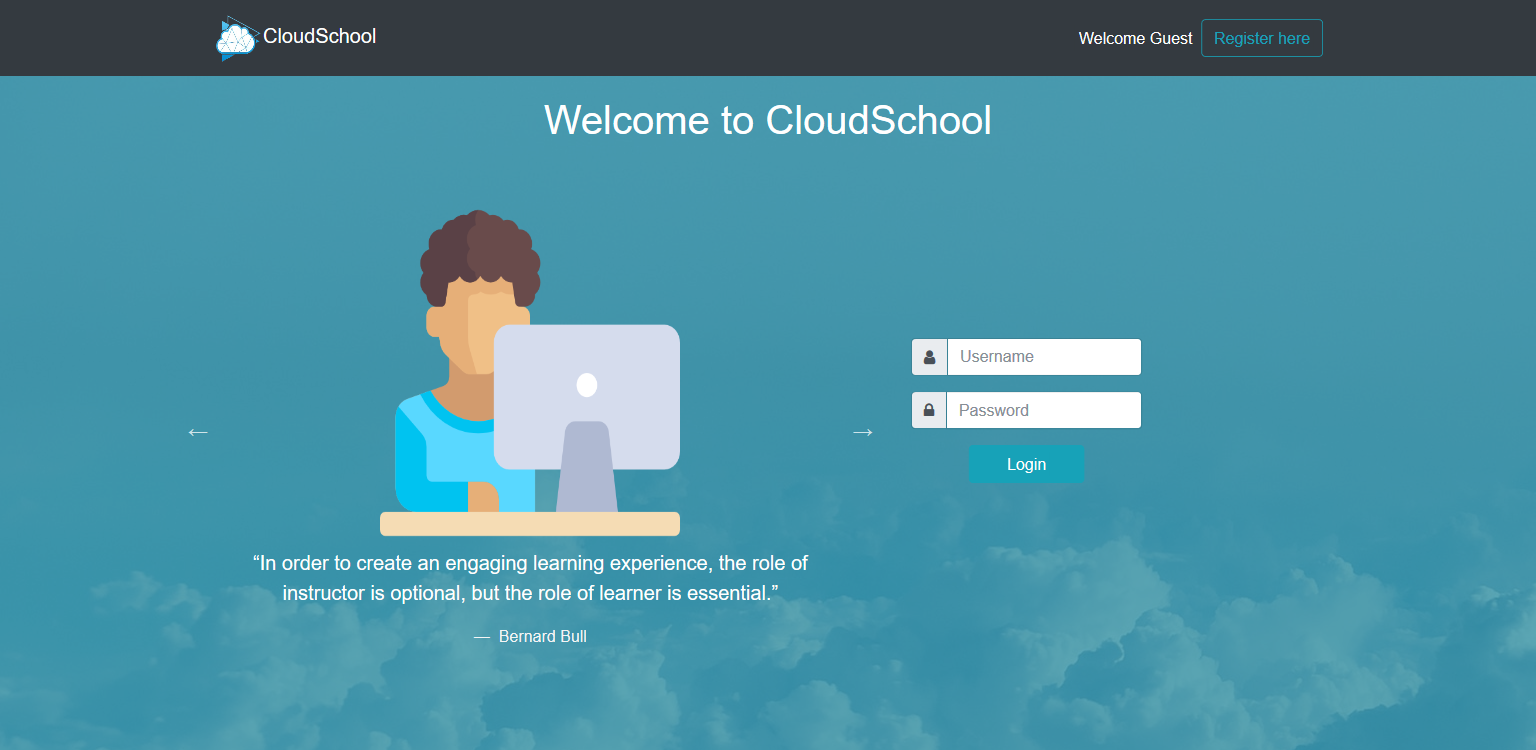 CloudSchool
Welcome Guest
Register here
Welcome to CloudSchool
Username
Password
←
→
Login
“In order to create an engaging learning experience, the role of
instructor is optional, but the role of learner is essential.”
— Bernard Bull